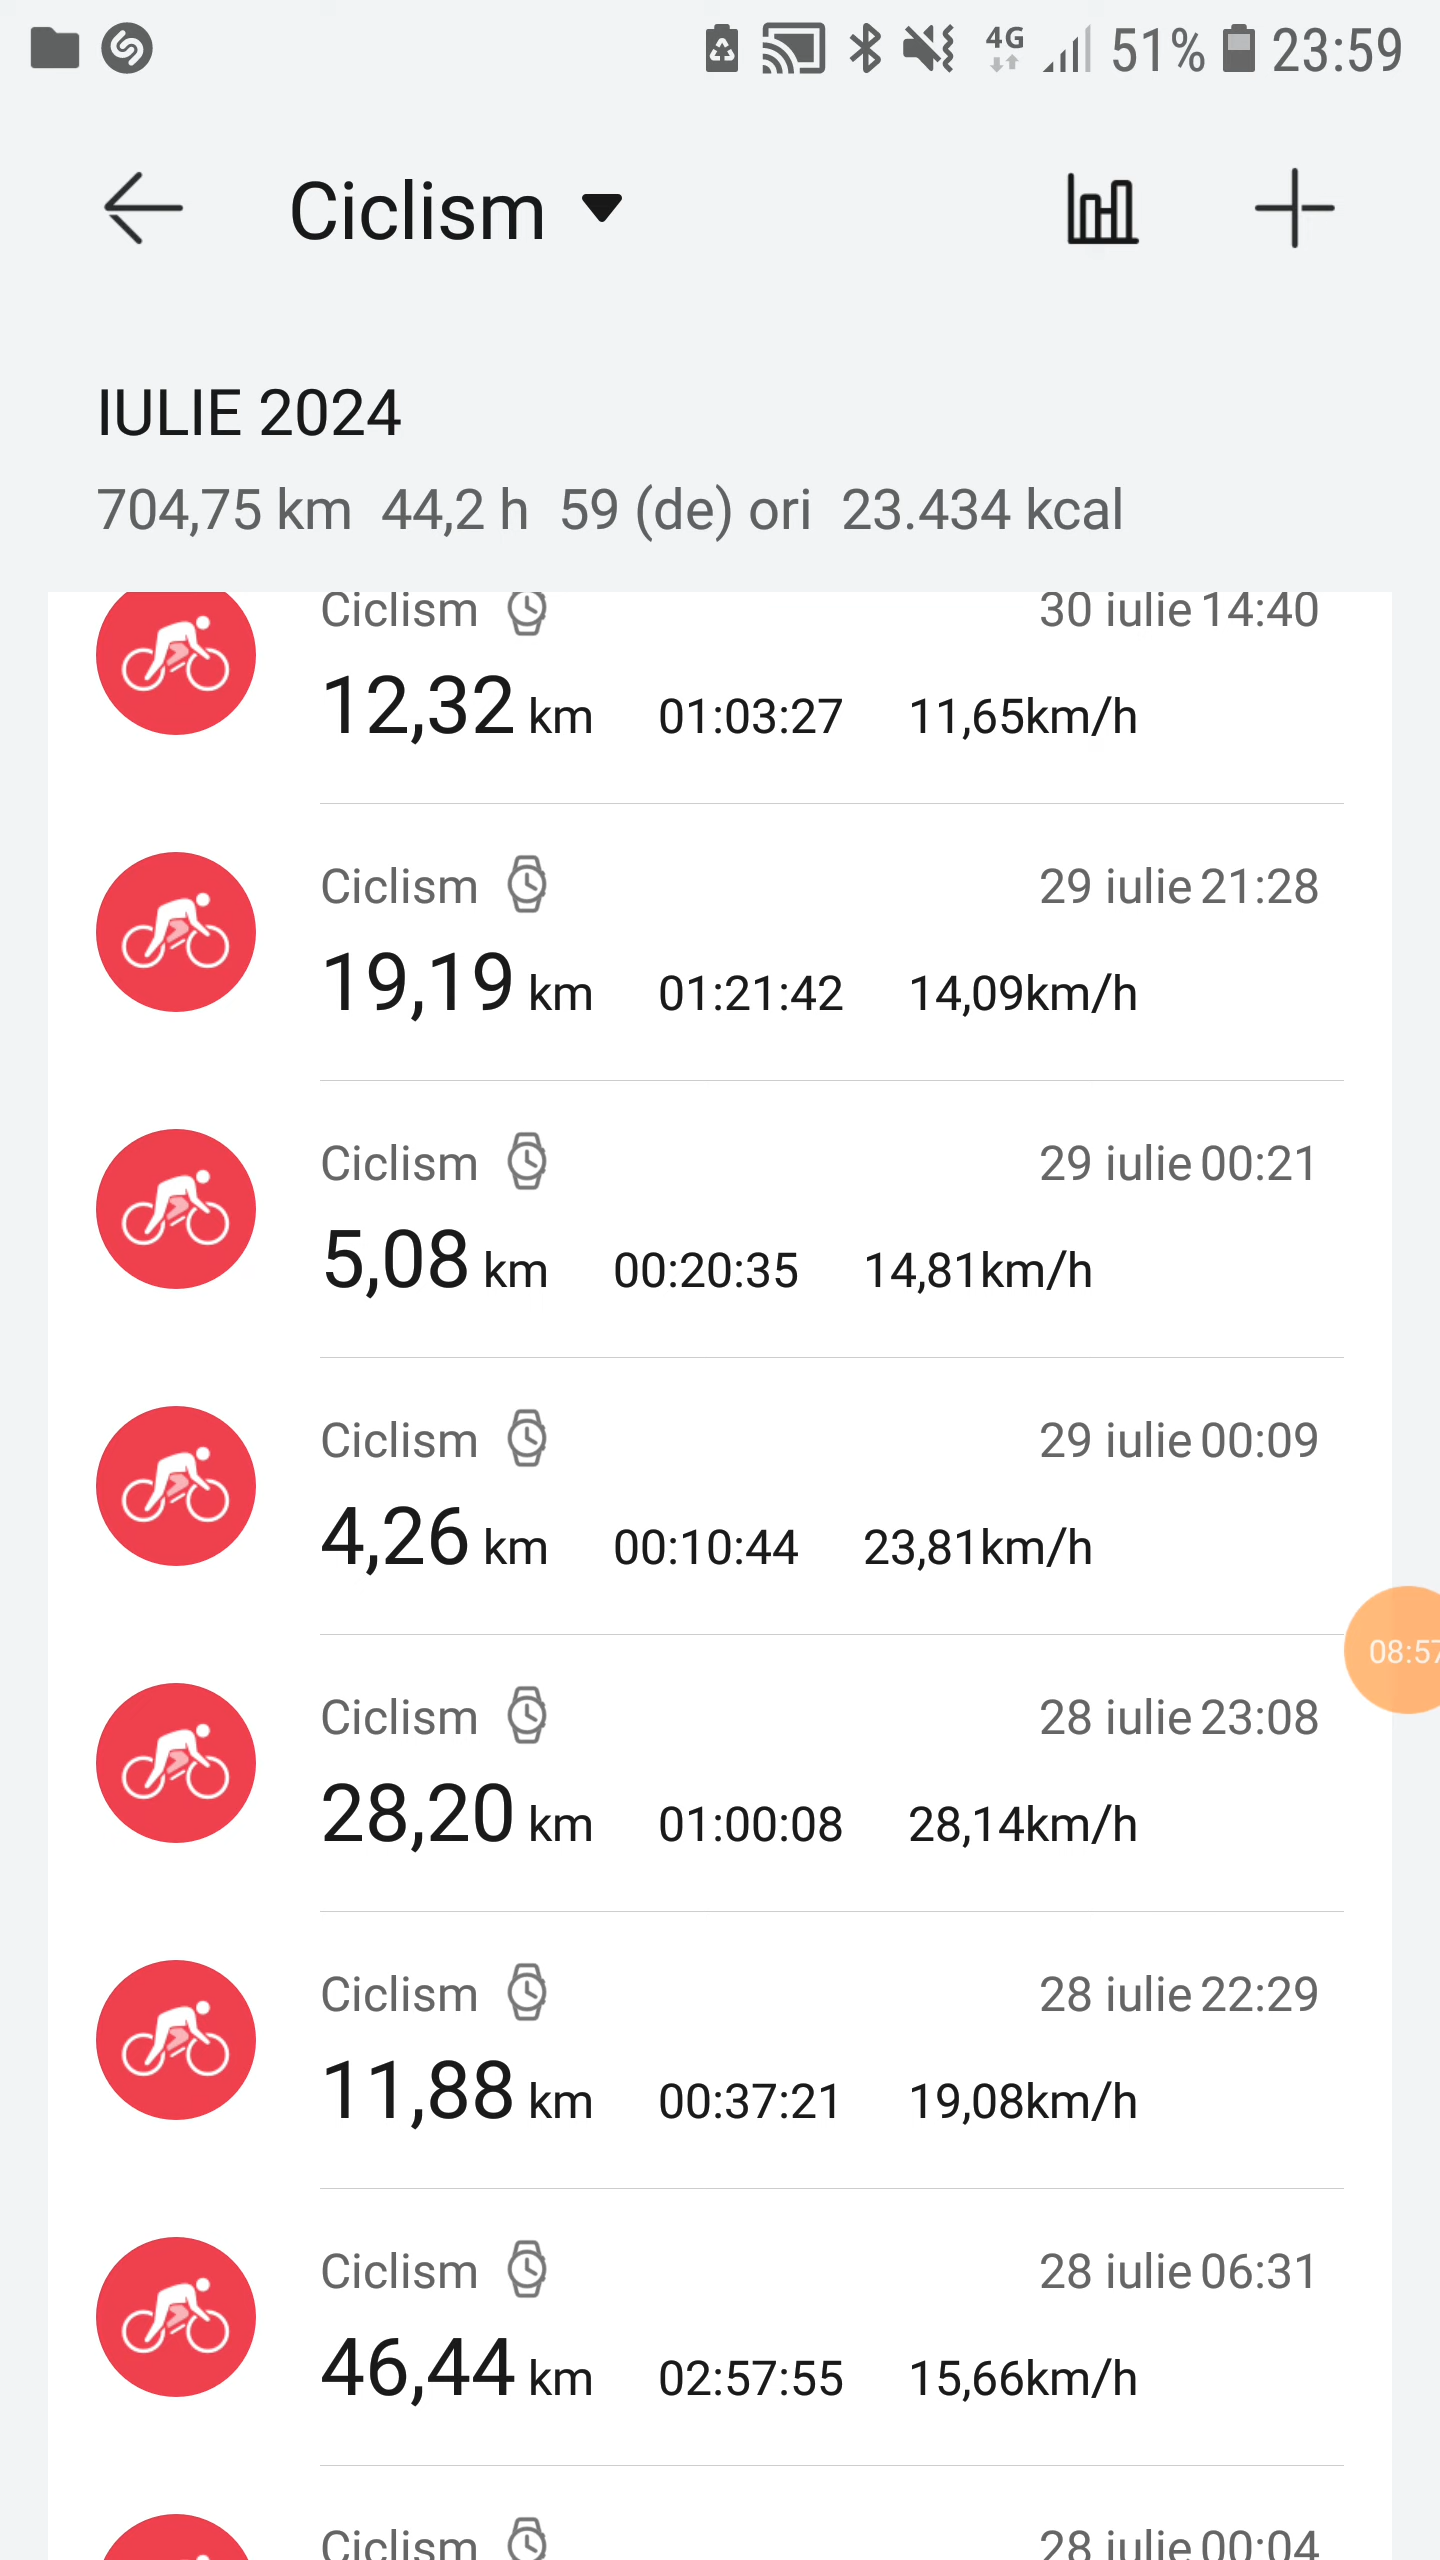 4G 51% 23:59
Ciclism
IULIE 2024
704,75 km 44,2 h 59 (de) ori 23.434 kcal
Ciclism 30 iulie 14:40
12,32 km 01:03:27 11,65km/h
Ciclism 29 iulie 21:28
19,19 km 01:21:42 14,09km/h
Ciclism 29 iulie 00:21
5,08 km 00:20:35 14,81km/h
Ciclism 29 iulie 00:09
4,26 km 00:10:44 23,81km/h
08:57
Ciclism 28 iulie 23:08
28,20 km 01:00:08 28,14km/h
Ciclism 28 iulie 22:29
11,88 km 00:37:21 19,08km/h
Ciclism 28 iulie 06:31
46,44 km 02:57:55 15,66km/h
Ciclism 28 iulie 00:04